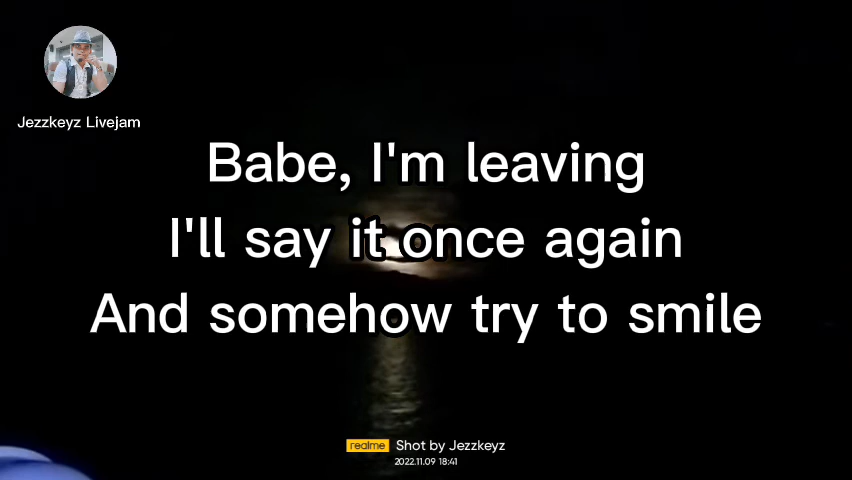 Jezzkeyz Livejam
Babe, I'm leaving
I'll say it once again
And somehow try to smile
realme Shot by Jezzkeyz
2022.11.09 18:41